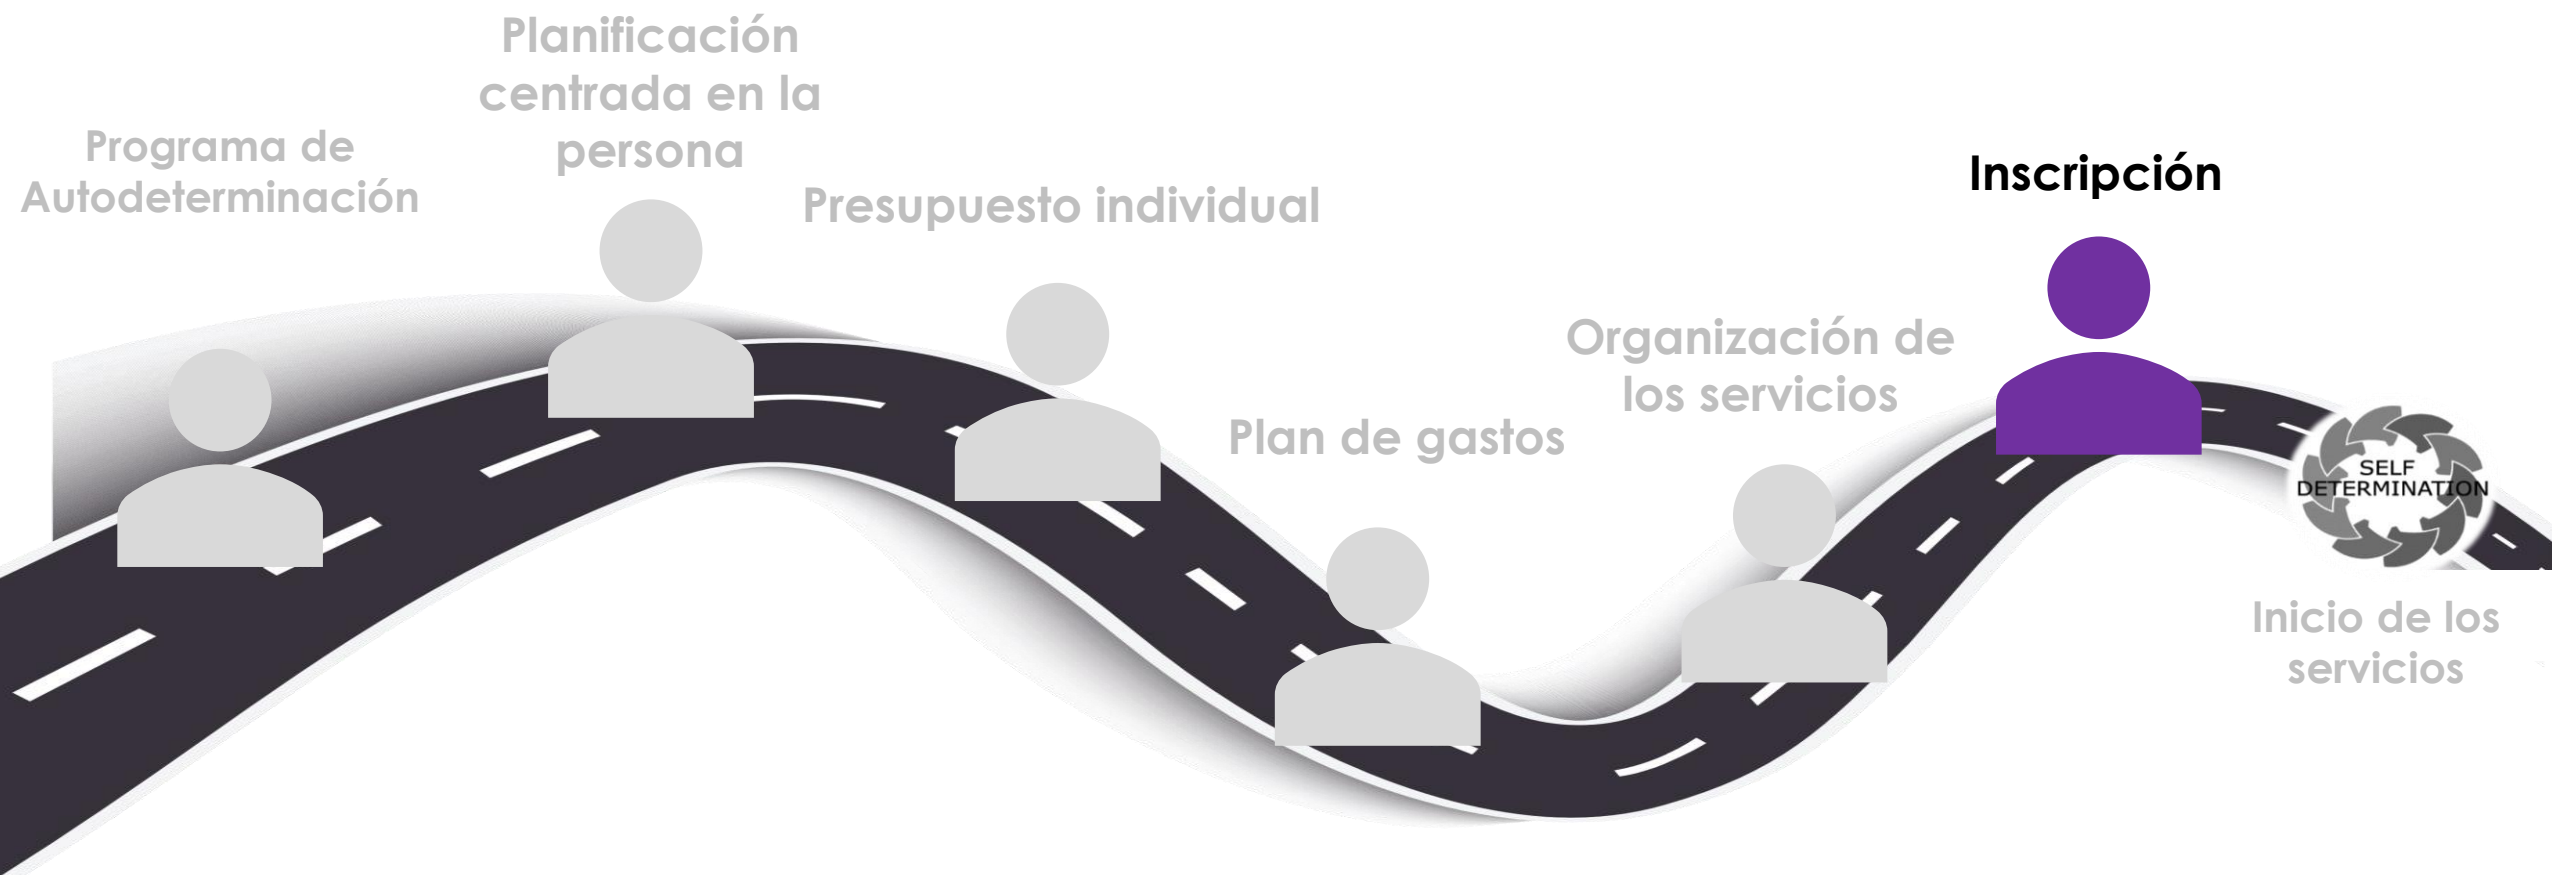 Programa de
Autodeterminación
Planificación
centrada en la
persona
Presupuesto individual
Plan de gastos
Organización de
los servicios
Inscripción
SELF
DETERMINATION
Inicio de los
servicios